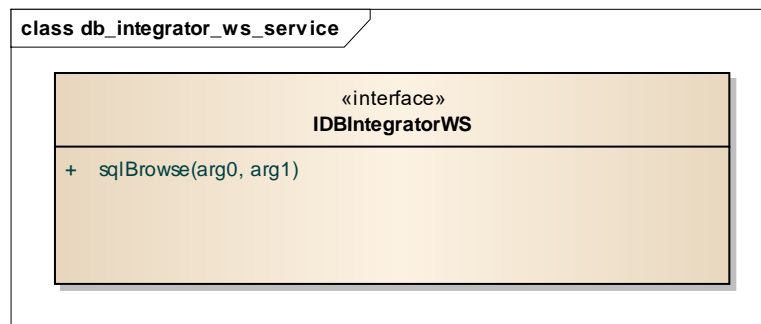 class db_integrator_ws_service
«interface»
IDBIntegratorWS
+ sqlBrowse(arg0, arg1)